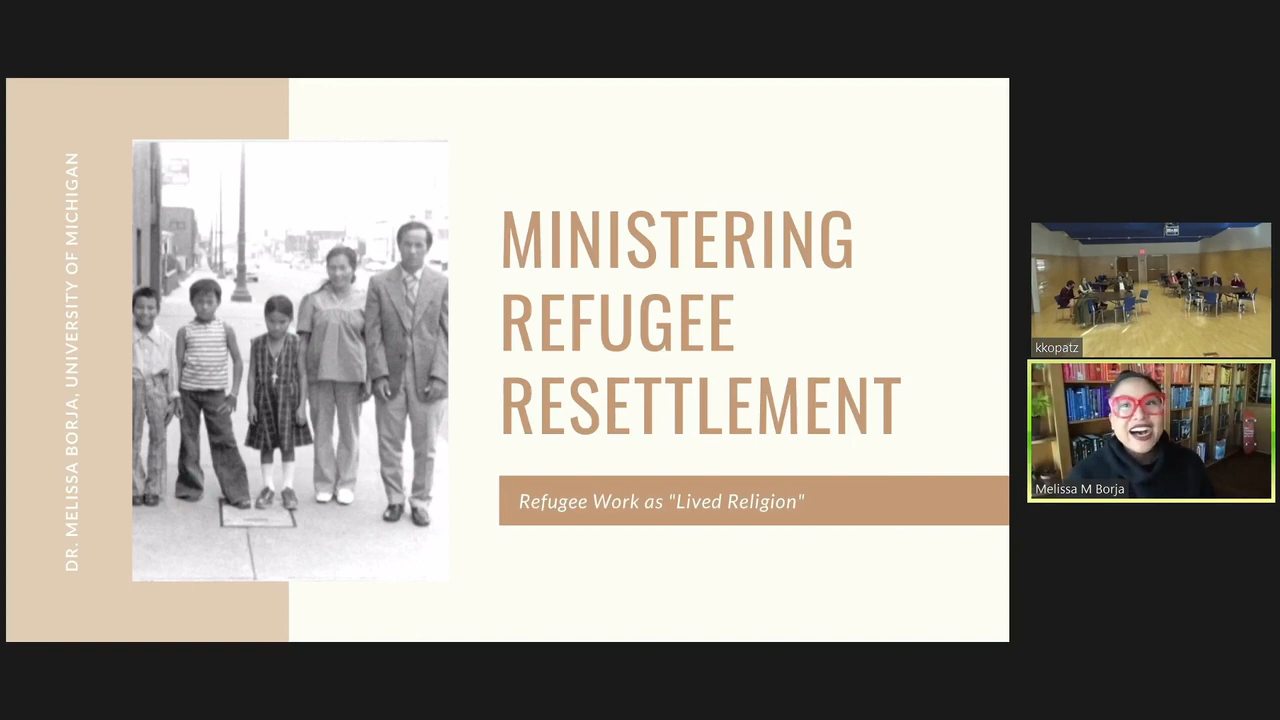 DR. MELISSA BORJA, UNIVERSITY OF MICHIGAN
MINISTERING
REFUGEE
RESETTLEMENT
Refugee Work as "Lived Religion"
kkopatz
Melissa M Borja